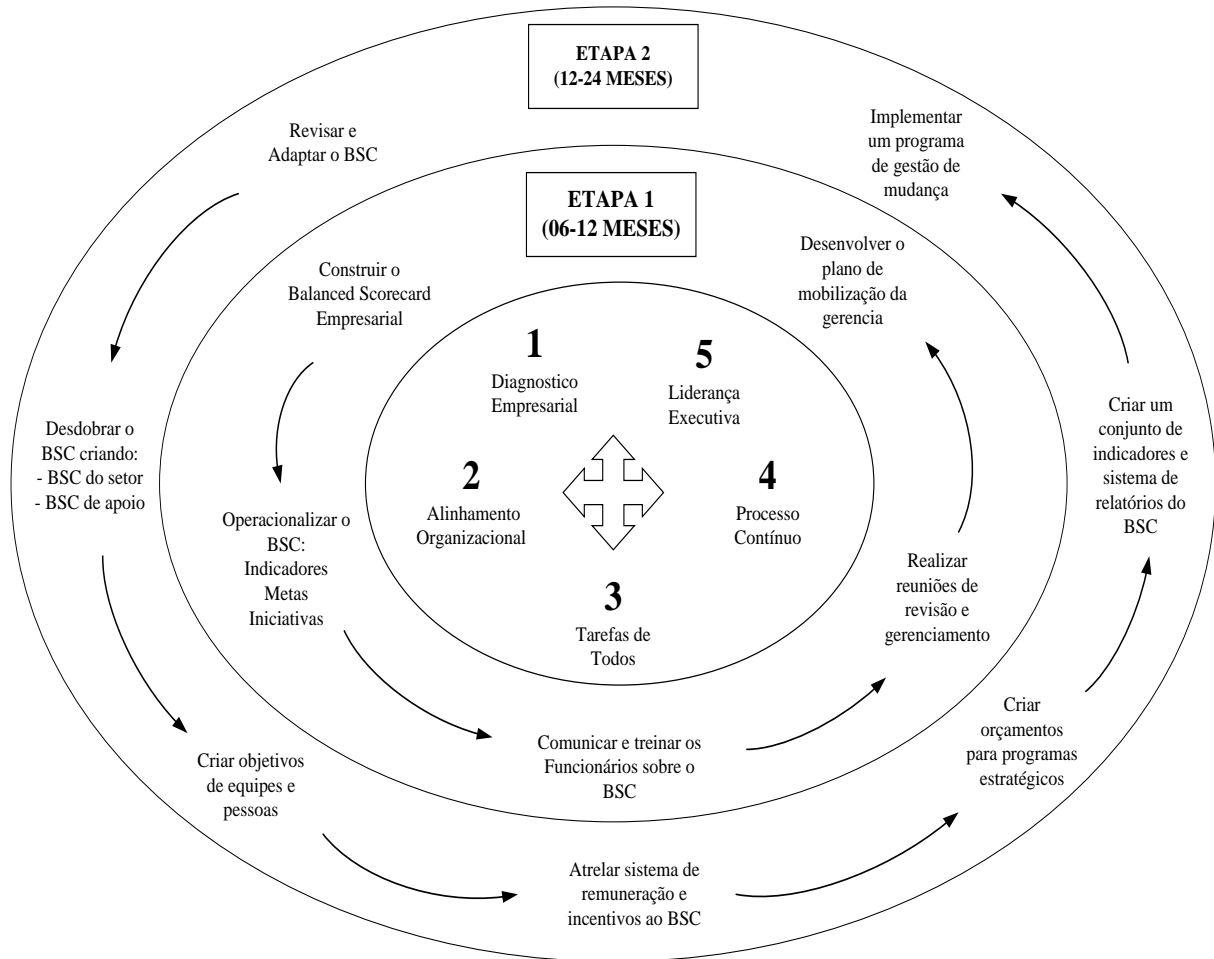 ETAPA 2
(12-24 MESES)
Revisar e
Adaptar o BSC
Implementar
um programa
de gestão de
mudança
ETAPA 1
(06-12 MESES)
Construir o
Balanced Scorecard
Empresarial
Desenvolver o
plano de
mobilização da
gerencia
1
Diagnostico
Empresarial
5
Liderança
Executiva
2
Alinhamento
Organizacional
4
Processo
Contínuo
3
Tarefas de
Todos
Desdobrar o
BSC criando:
- BSC do setor
- BSC de apoio
Operacionalizar o
BSC:
Indicadores
Metas
Iniciativas
Realizar
reuniões de
revisão e
gerenciamento
Criar um
conjunto de
indicadores e
sistema de
relatórios do
BSC
Criar objetivos
de equipes e
pessoas
Comunicar e treinar os
Funcionários sobre o
BSC
Criar
orçamentos
para programas
estratégicos
Atrelar sistema de
remuneração e
incentivos ao BSC